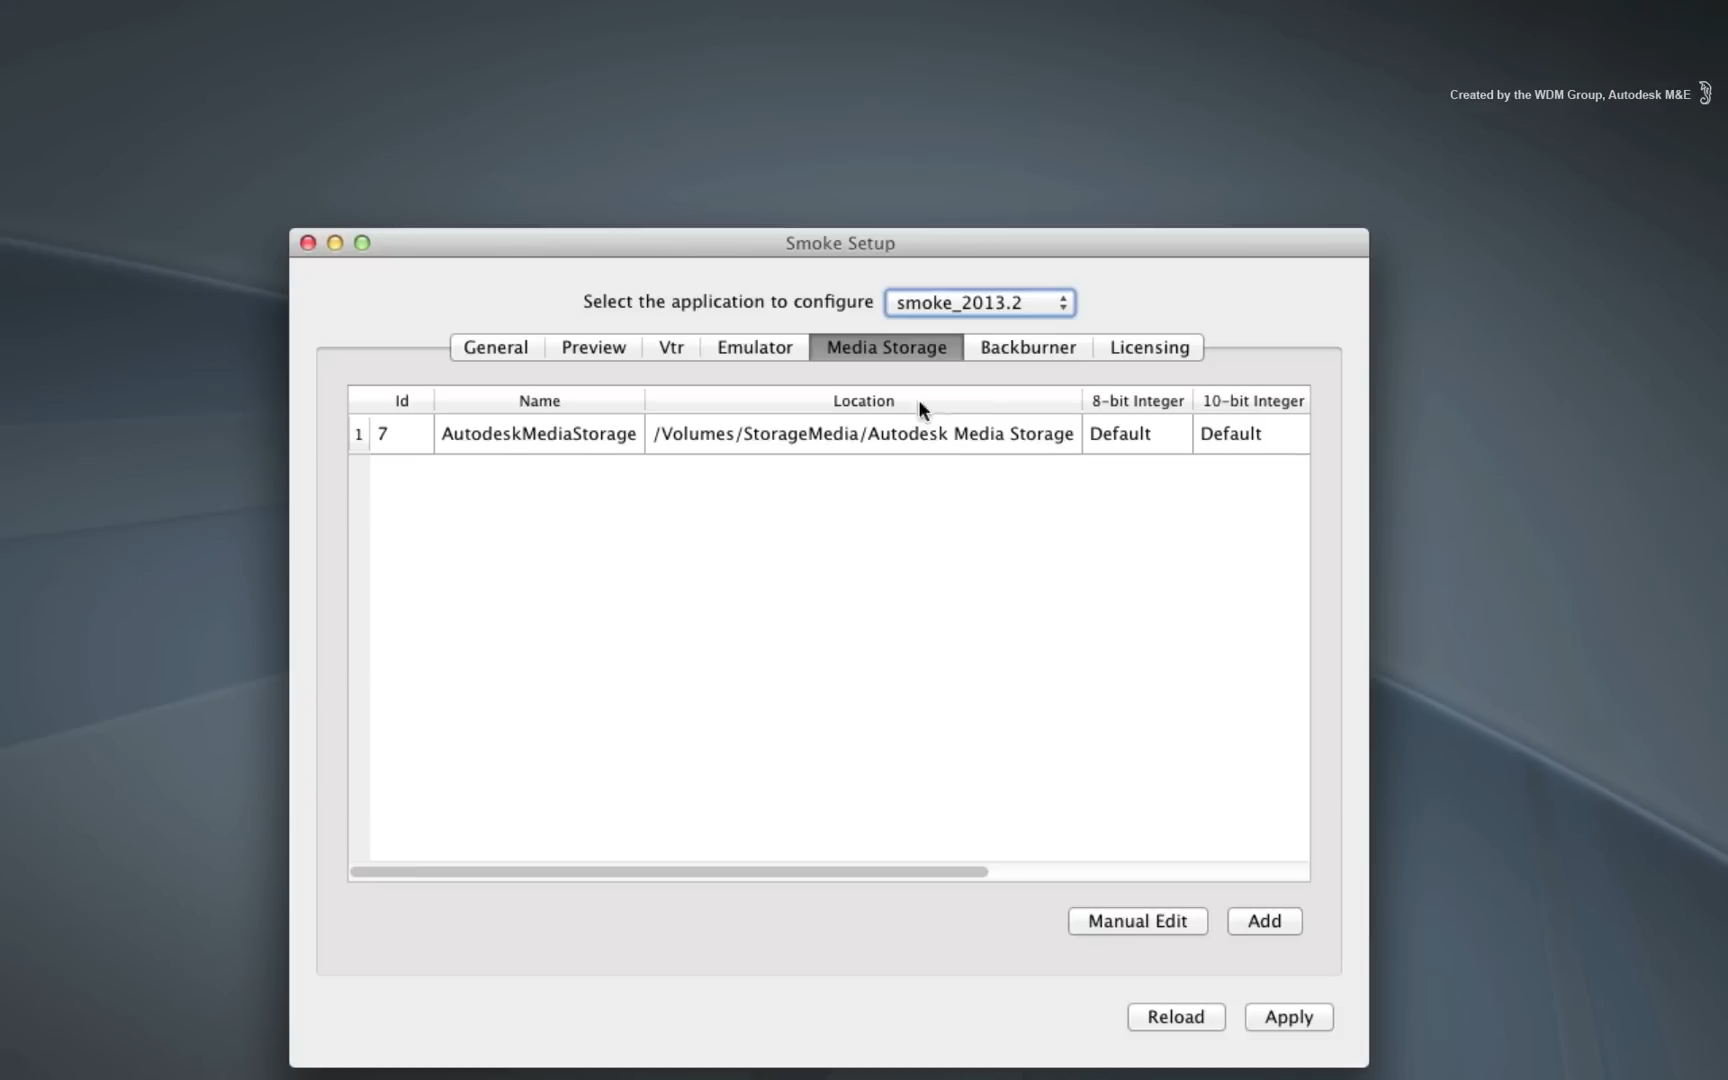 Created by the WDM Group, Autodesk M&E
Smoke Setup
Select the application to configure smoke_2013.2
General Preview Vtr Emulator Media Storage Backburner Licensing
Id Name Location 8-bit Integer 10-bit Integer
1 7 AutodeskMediaStorage /Volumes/StorageMedia/Autodesk Media Storage Default Default
Manual Edit Add
Reload Apply